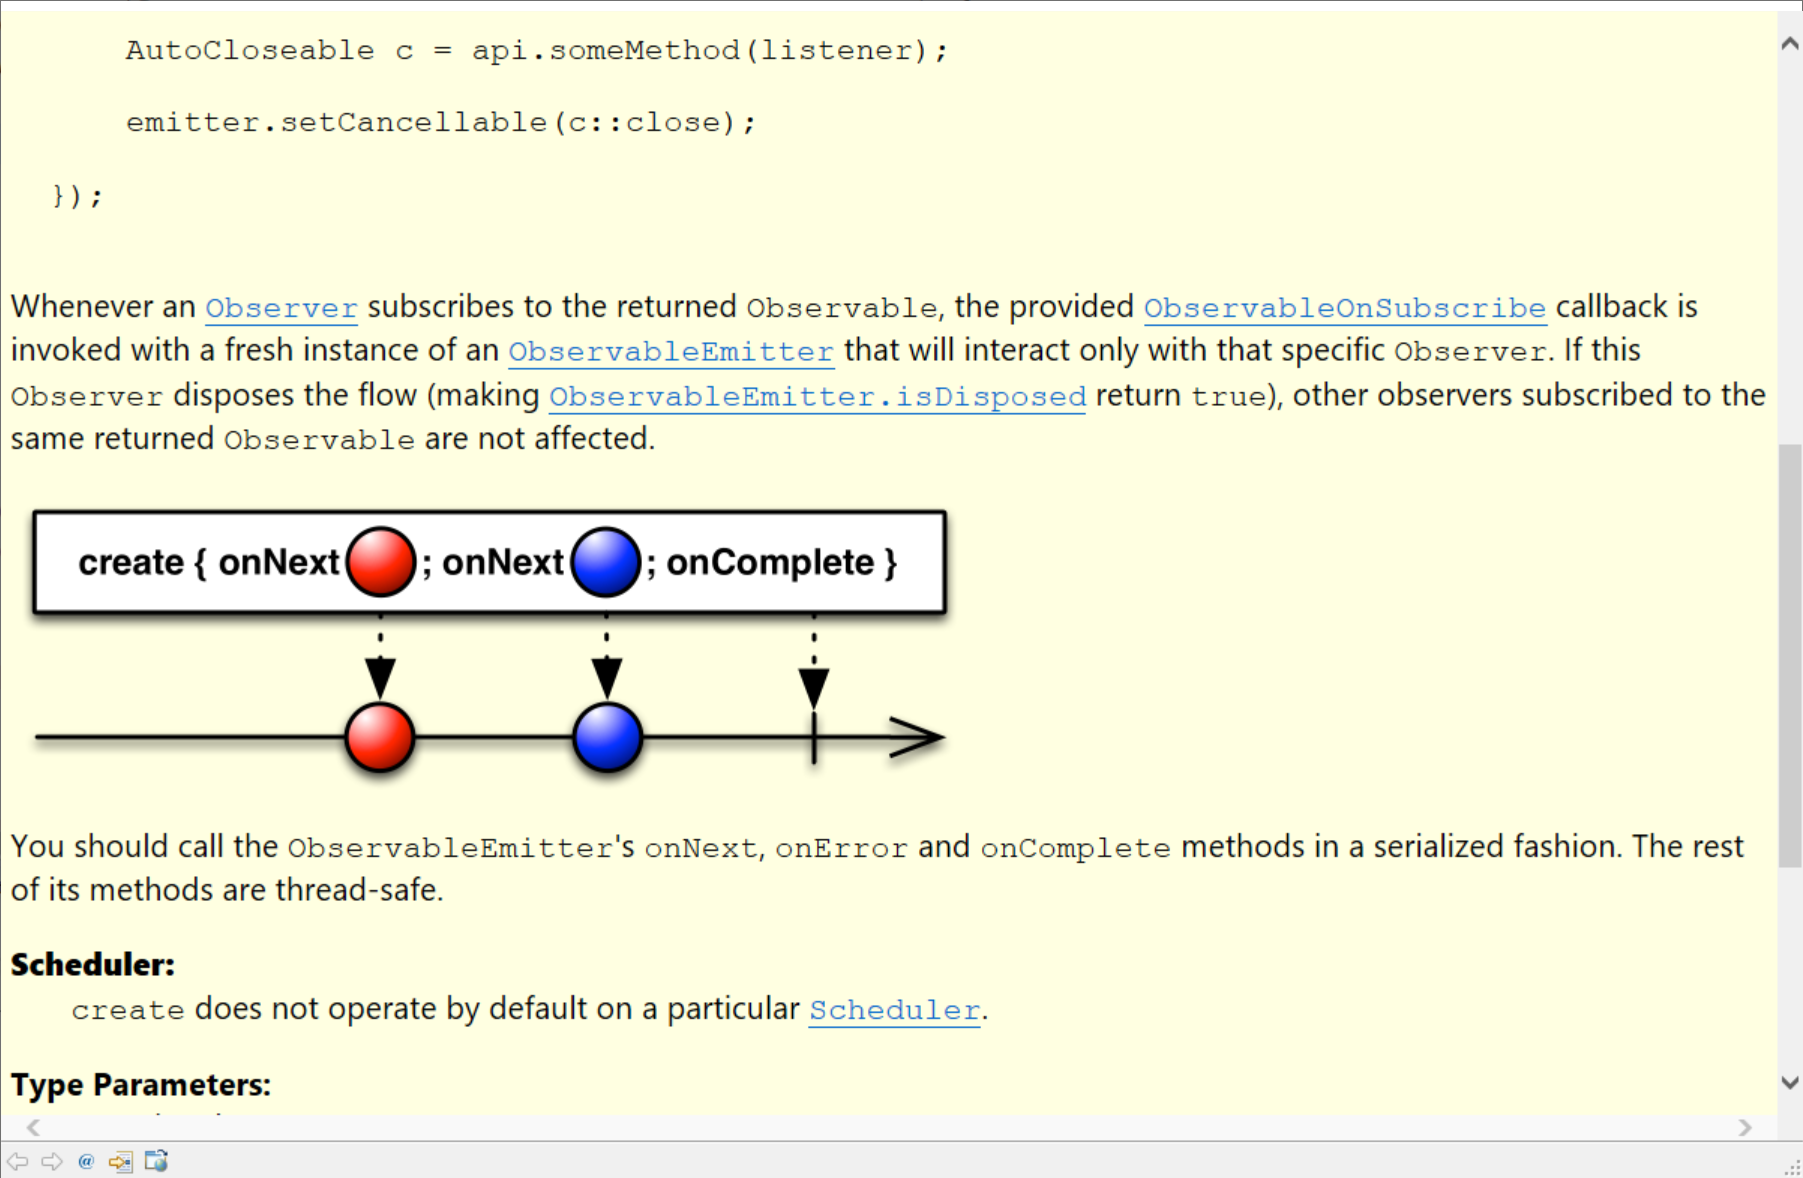 AutoCloseable c = api.someMethod(listener);
emitter.setCancellable(c::close);
});
Whenever an Observer subscribes to the returned Observable, the provided ObservableOnSubscribe callback is
invoked with a fresh instance of an ObservableEmitter that will interact only with that specific Observer. If this
Observer disposes the flow (making ObservableEmitter.isDisposed return true), other observers subscribed to the
same returned Observable are not affected.
create { onNext ; onNext ; onComplete }
You should call the ObservableEmitter's onNext, onError and onComplete methods in a serialized fashion. The rest
of its methods are thread-safe.
Scheduler:
create does not operate by default on a particular Scheduler.
Type Parameters: